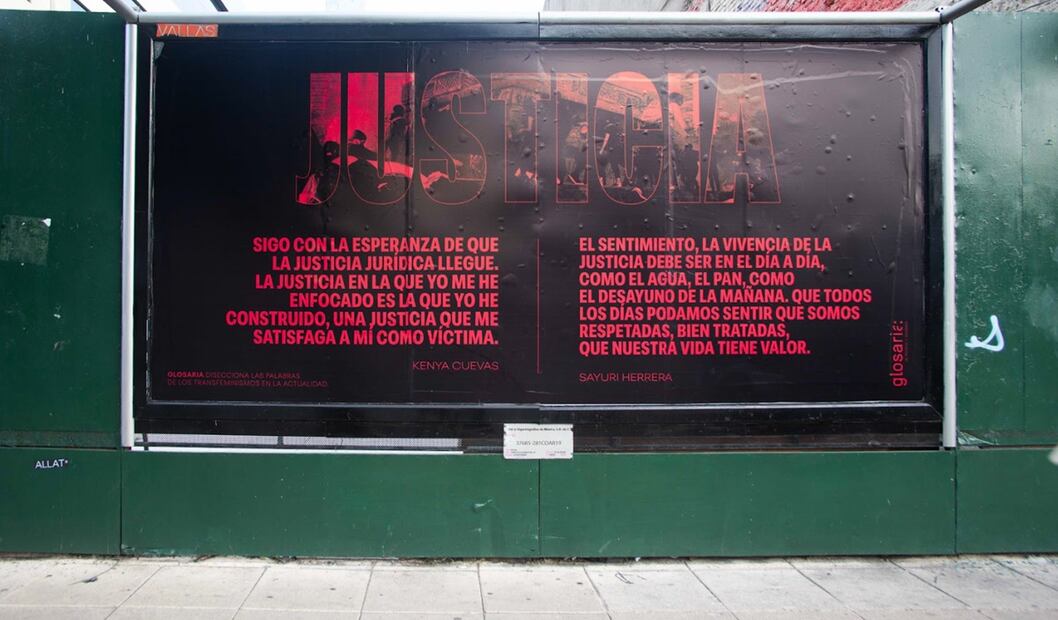 VALLAS
JUSTICIA
SIGO CON LA ESPERANZA DE QUE
LA JUSTICIA JURÍDICA LLEGUE.
LA JUSTICIA EN LA QUE YO ME HE
ENFOCADO ES LA QUE YO HE
CONSTRUIDO, UNA JUSTICIA QUE ME
SATISFAGA A MÍ COMO VÍCTIMA.
KENYA CUEVAS
EL SENTIMIENTO, LA VIVENCIA DE LA
JUSTICIA DEBE SER EN EL DÍA A DÍA,
COMO EL AGUA, EL PAN, COMO
EL DESAYUNO DE LA MAÑANA. QUE TODOS
LOS DÍAS PODAMOS SENTIR QUE SOMOS
RESPETADAS, BIEN TRATADAS,
QUE NUESTRA VIDA TIENE VALOR.
SAYURI HERRERA
GLOSARIA DISECCIONA LAS PALABRAS
DE LOS TRANSFEMINISMOS EN LA ACTUALIDAD.
glosaria:
ALLAT